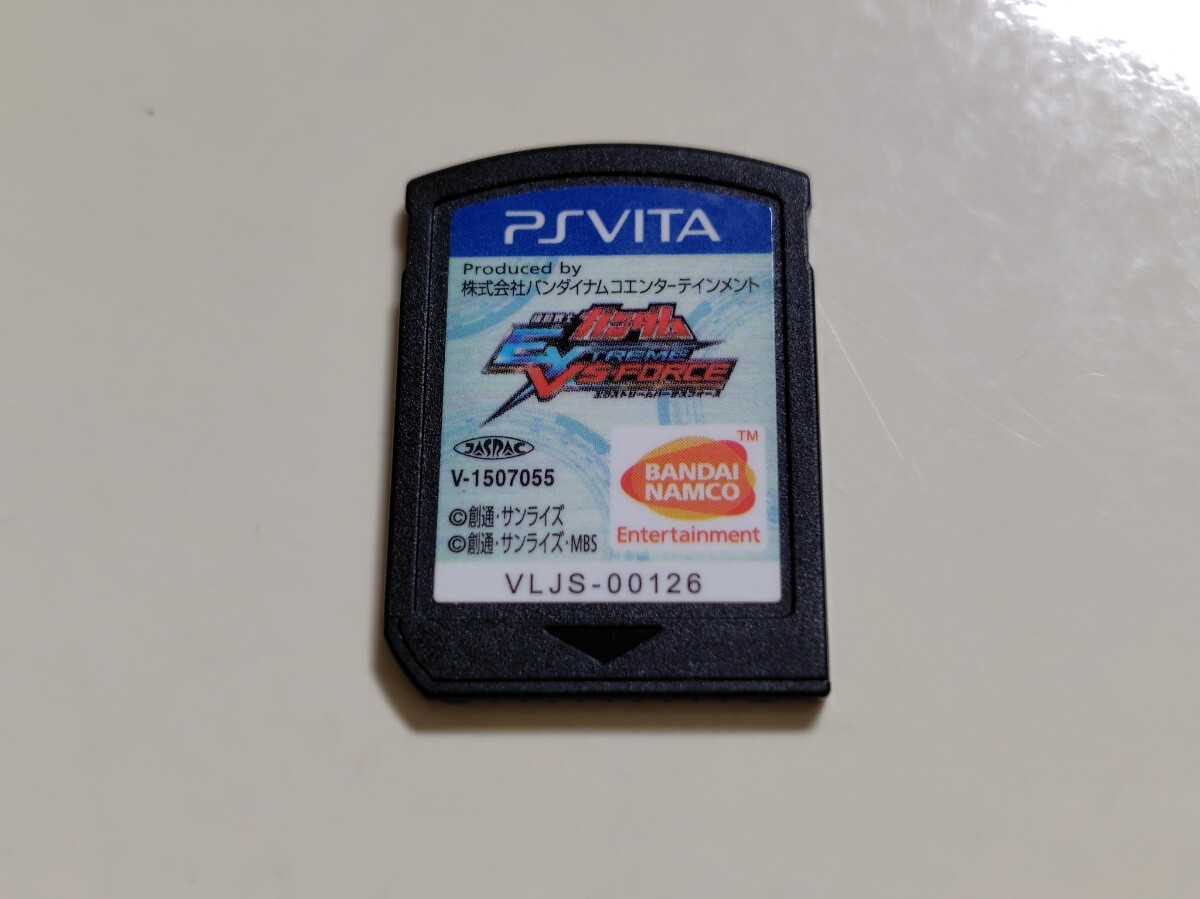 PSVITA
Produced by
株式会社バンダイナムコエンターテインメント
機動戦士
ガンダム
EXTREME
VS-FORCE
エクストリームバーサスフォース
JASRAC
V-1507055
©創通・サンライズ
©創通・サンライズ・MBS
TM
BANDAI
NAMCO
Entertainment
VLJS-00126